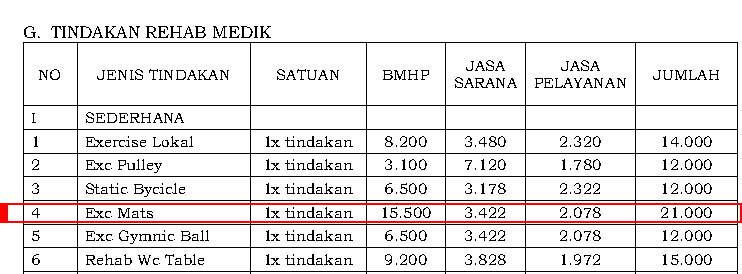 G. TINDAKAN REHAB MEDIK
NO JENIS TINDAKAN SATUAN BMHP JASA SARANA JASA PELAYANAN JUMLAH
I SEDERHANA
1 Exercise Lokal 1x tindakan 8.200 3.480 2.320 14.000
2 Exc Pulley 1x tindakan 3.100 7.120 1.780 12.000
3 Static Bycicle 1x tindakan 6.500 3.178 2.322 12.000
4 Exc Mats 1x tindakan 15.500 3.422 2.078 21.000
5 Exc Gymnic Ball 1x tindakan 6.500 3.422 2.078 12.000
6 Rehab Wc Table 1x tindakan 9.200 3.828 1.972 15.000